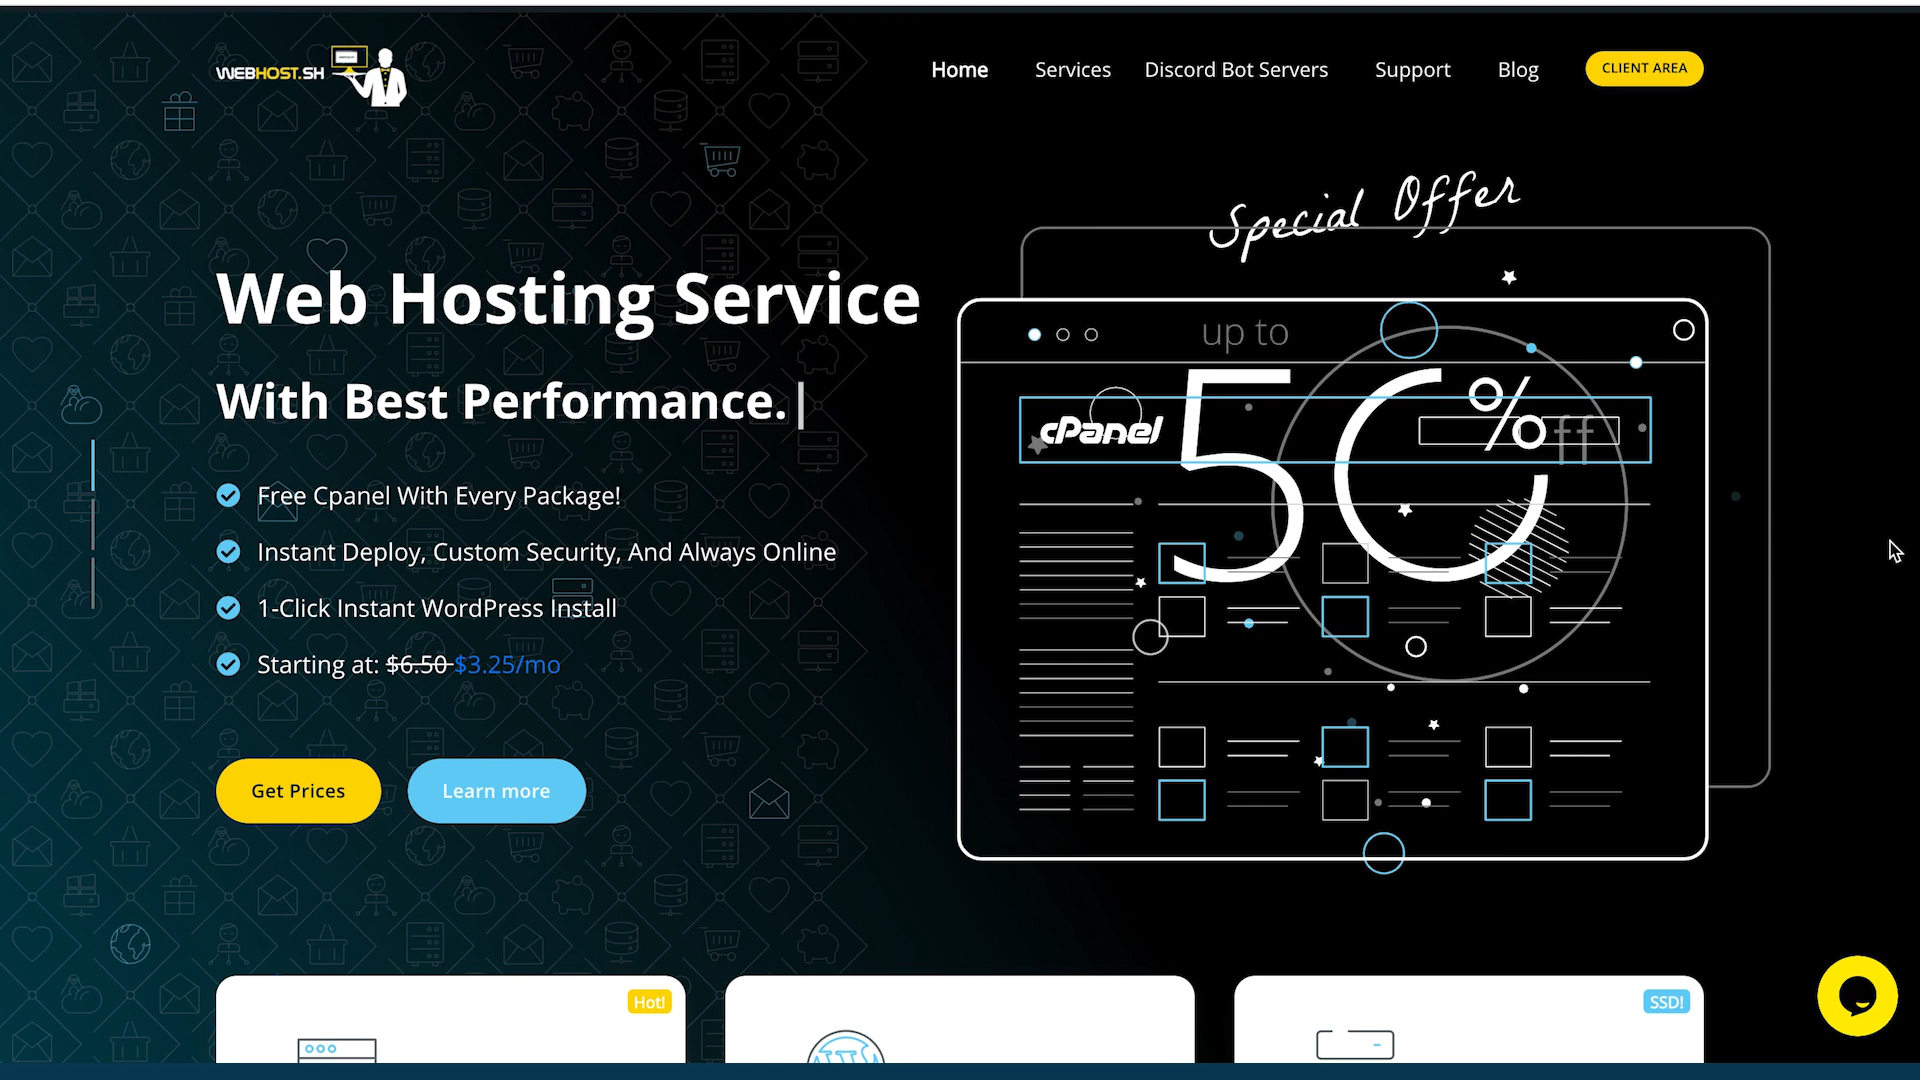 WEBHOST.SH
Home
Services
Discord Bot Servers
Support
Blog
CLIENT AREA
Special Offer
Web Hosting Service
With Best Performance.
Free Cpanel With Every Package!
Instant Deploy, Custom Security, And Always Online
1-Click Instant WordPress Install
Starting at: $6.50 $3.25/mo
Get Prices
Learn more
up to
50%
off
cPanel
Hot!
SSD!